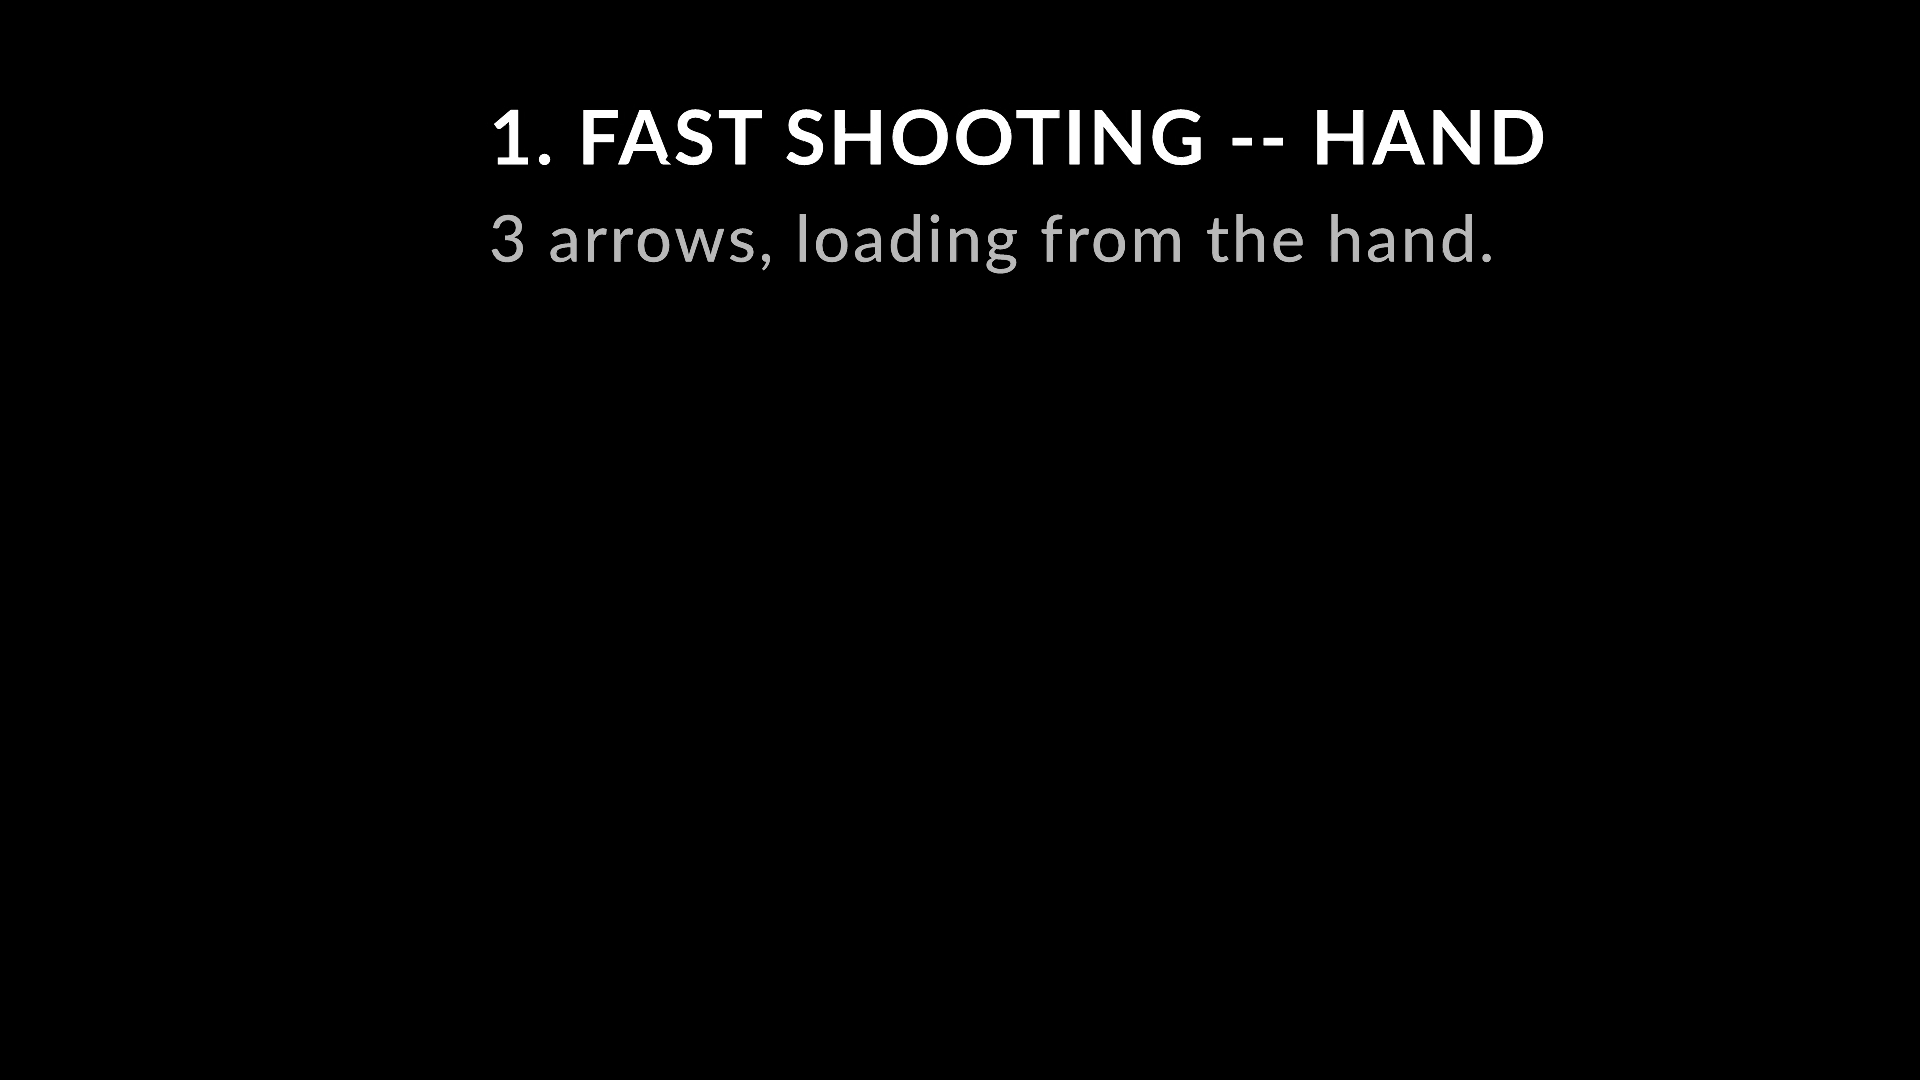 1. FAST SHOOTING -- HAND
3 arrows, loading from the hand.